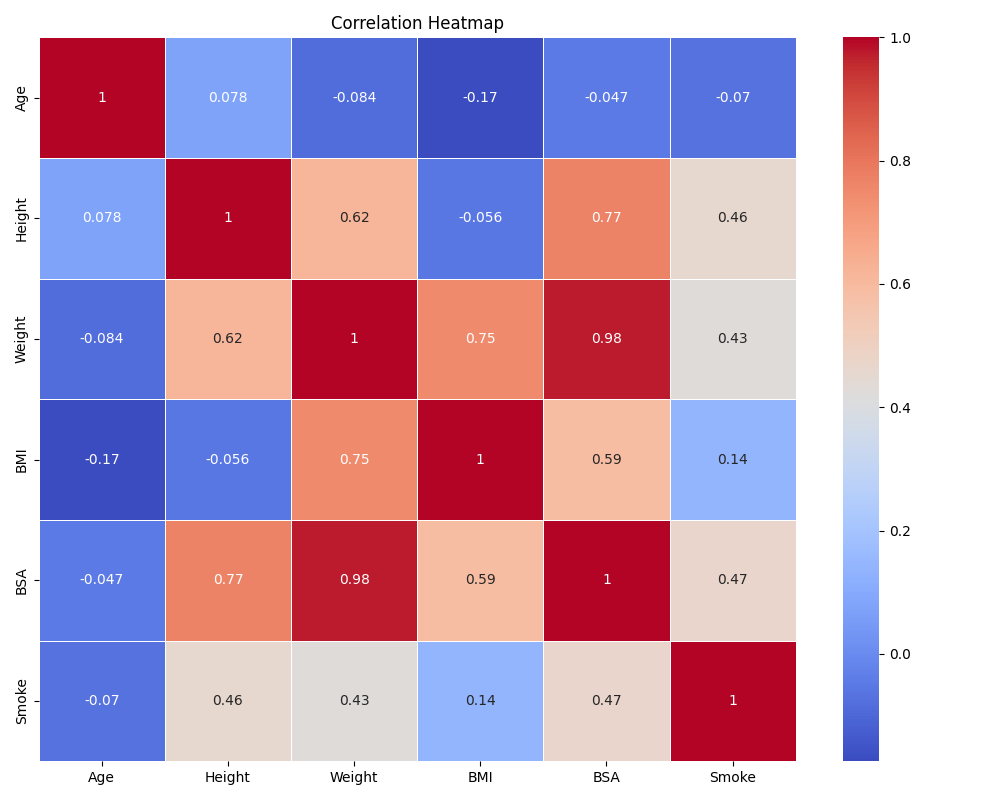 Correlation Heatmap
Age 1 0.078 -0.084 -0.17 -0.047 -0.07
Height 0.078 1 0.62 -0.056 0.77 0.46
Weight -0.084 0.62 1 0.75 0.98 0.43
BMI -0.17 -0.056 0.75 1 0.59 0.14
BSA -0.047 0.77 0.98 0.59 1 0.47
Smoke -0.07 0.46 0.43 0.14 0.47 1
Age Height Weight BMI BSA Smoke
1.0
0.8
0.6
0.4
0.2
0.0